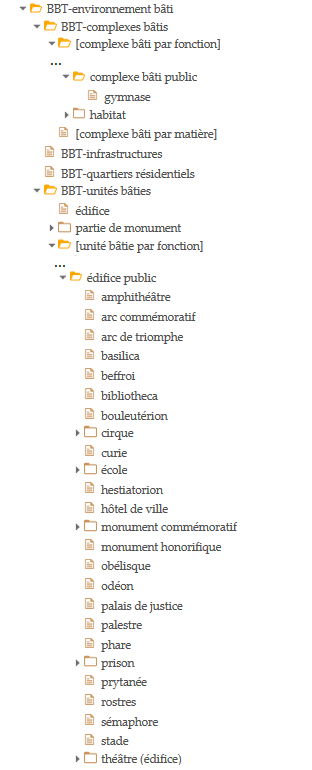 BBT-environnement bâti
BBT-complexes bâtis
[complexe bâti par fonction]
...
complexe bâti public
gymnase
habitat
[complexe bâti par matière]
BBT-infrastructures
BBT-quartiers résidentiels
BBT-unités bâties
édifice
partie de monument
[unité bâtie par fonction]
...
édifice public
amphithéâtre
arc commémoratif
arc de triomphe
basilica
beffroi
bibliotheca
bouleutérion
cirque
curie
école
hestiatorion
hôtel de ville
monument commémoratif
monument honorifique
obélisque
odéon
palais de justice
palestre
phare
prison
prytanée
rostres
sémaphore
stade
théâtre (édifice)